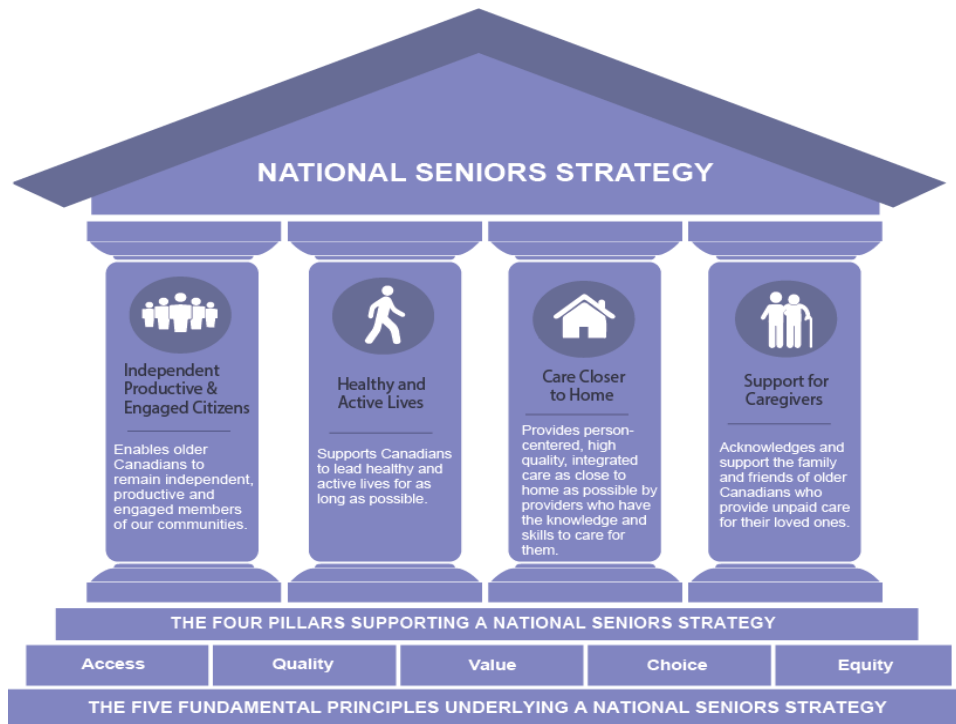 NATIONAL SENIORS STRATEGY
Independent
Productive &
Engaged Citizens
Enables older
Canadians to
remain independent,
productive and
engaged members
of our communities.
Healthy and
Active Lives
Supports Canadians
to lead healthy and
active lives for as
long as possible.
Care Closer
to Home
Provides person-
centered, high
quality, integrated
care as close to
home as possible by
providers who have
the knowledge and
skills to care for
them.
Support for
Caregivers
Acknowledges and
support the family
and friends of older
Canadians who
provide unpaid care
for their loved ones.
THE FOUR PILLARS SUPPORTING A NATIONAL SENIORS STRATEGY
Access Quality Value Choice Equity
THE FIVE FUNDAMENTAL PRINCIPLES UNDERLYING A NATIONAL SENIORS STRATEGY